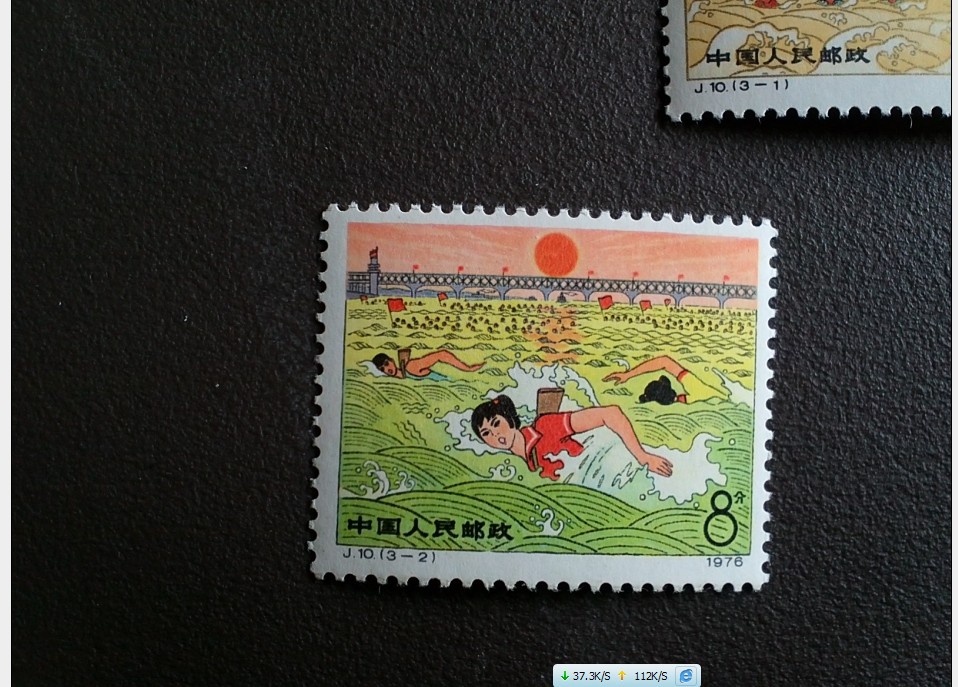 中国人民邮政
J.10.(3-1)
8分
中国人民邮政
J.10.(3-2)
1976
37.3K/S 112K/S